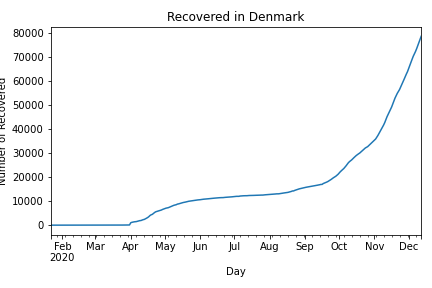 Recovered in Denmark
Number of Recovered
80000
70000
60000
50000
40000
30000
20000
10000
0
Feb Mar Apr May Jun Jul Aug Sep Oct Nov Dec
2020
Day